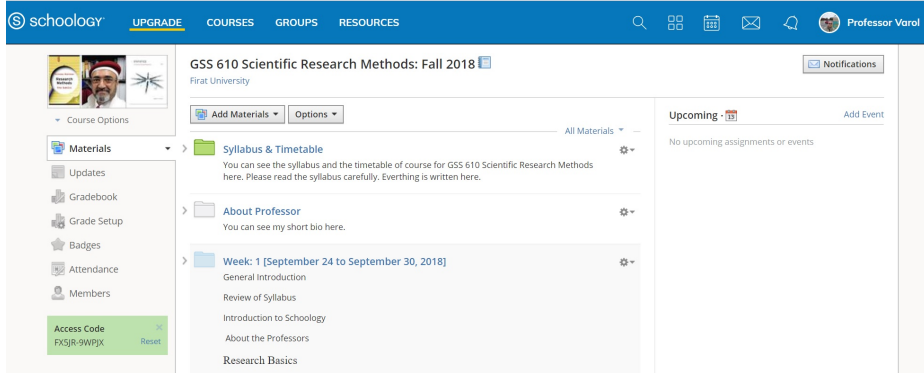 schoology
UPGRADE COURSES GROUPS RESOURCES
Professor Varol
GSS 610 Scientific Research Methods: Fall 2018
Firat University
Notifications
Course Options
Materials
Updates
Gradebook
Grade Setup
Badges
Attendance
Members
Access Code
FX5JR-9WPJX Reset
Add Materials Options
All Materials
Syllabus & Timetable
You can see the syllabus and the timetable of course for GSS 610 Scientific Research Methods
here. Please read the syllabus carefully. Everthing is written here.
About Professor
You can see my short bio here.
Week: 1 [September 24 to September 30, 2018]
General Introduction
Review of Syllabus
Introduction to Schoology
About the Professors
Research Basics
Upcoming · 13 Add Event
No upcoming assignments or events